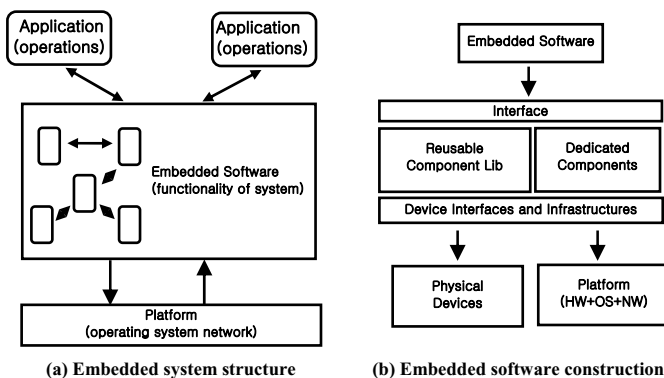 Application
(operations)
Application
(operations)
Embedded Software
(functionality of system)
Platform
(operating system network)
(a) Embedded system structure
Embedded Software
Interface
Reusable
Component Lib
Dedicated
Components
Device Interfaces and Infrastructures
Physical
Devices
Platform
(HW+OS+NW)
(b) Embedded software construction